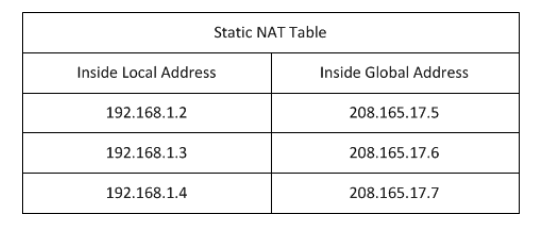 Static NAT Table
Inside Local Address Inside Global Address
192.168.1.2 208.165.17.5
192.168.1.3 208.165.17.6
192.168.1.4 208.165.17.7